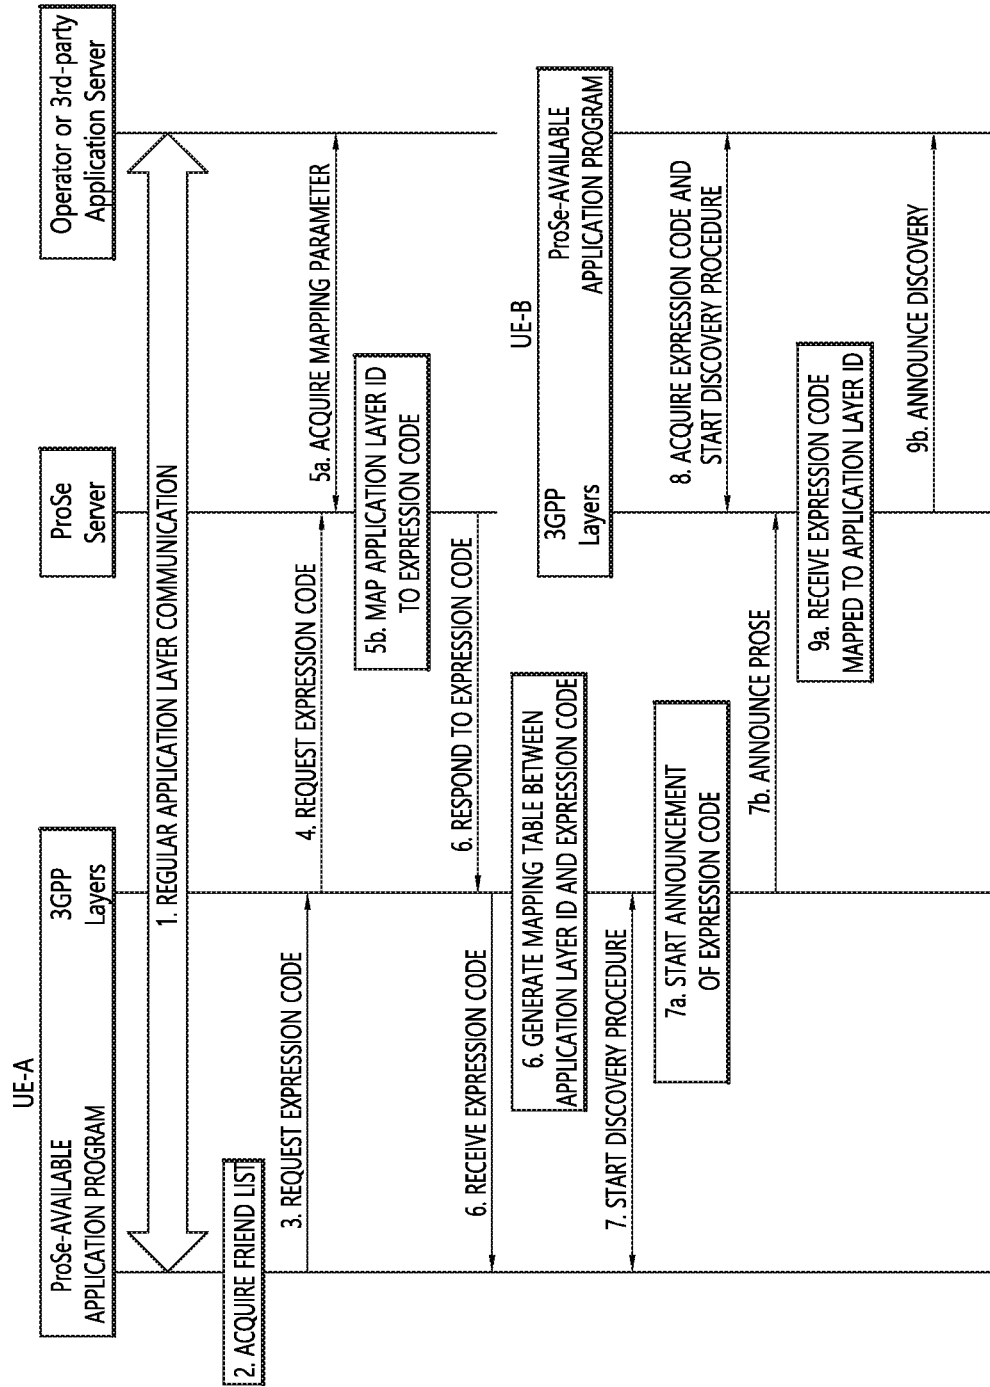 UE-A
ProSe-AVAILABLE
APPLICATION PROGRAM
3GPP
Layers
ProSe
Server
Operator or 3rd-party
Application Server
1. REGULAR APPLICATION LAYER COMMUNICATION
2. ACQUIRE FRIEND LIST
3. REQUEST EXPRESSION CODE
4. REQUEST EXPRESSION CODE
5a. ACQUIRE MAPPING PARAMETER
5b. MAP APPLICATION LAYER ID
TO EXPRESSION CODE
6. RESPOND TO EXPRESSION CODE
6. RECEIVE EXPRESSION CODE
6. GENERATE MAPPING TABLE BETWEEN
APPLICATION LAYER ID AND EXPRESSION CODE
UE-B
3GPP
Layers
ProSe-AVAILABLE
APPLICATION PROGRAM
7. START DISCOVERY PROCEDURE
7a. START ANNOUNCEMENT
OF EXPRESSION CODE
8. ACQUIRE EXPRESSION CODE AND
START DISCOVERY PROCEDURE
7b. ANNOUNCE PROSE
9a. RECEIVE EXPRESSION CODE
MAPPED TO APPLICATION LAYER ID
9b. ANNOUNCE DISCOVERY